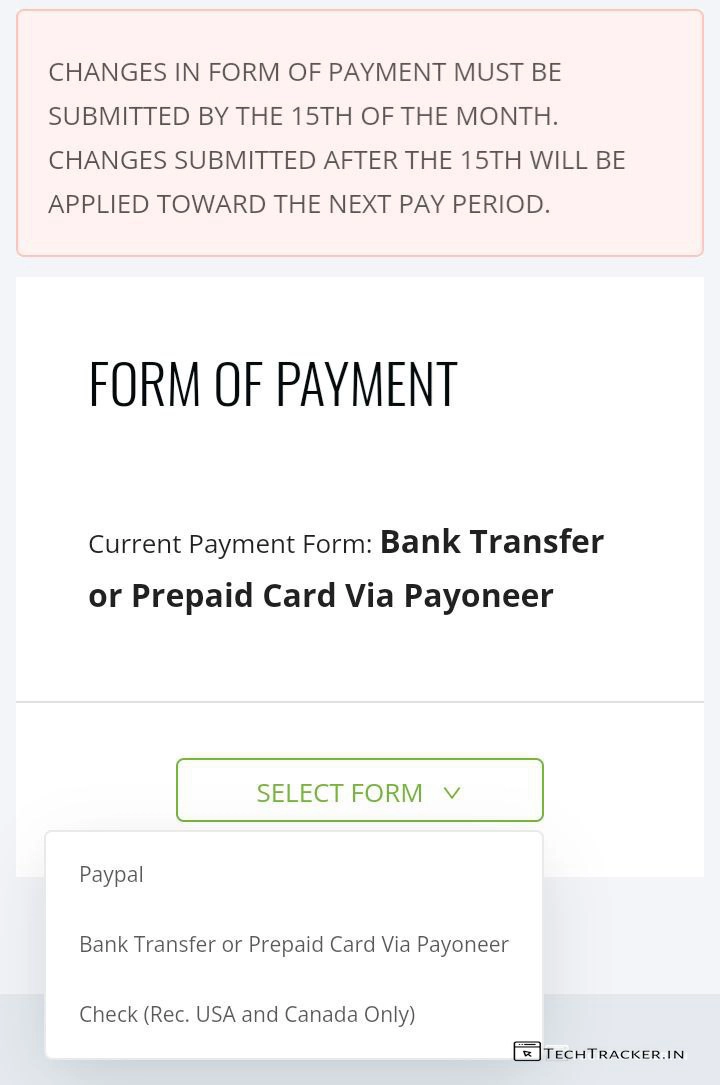 CHANGES IN FORM OF PAYMENT MUST BE
SUBMITTED BY THE 15TH OF THE MONTH.
CHANGES SUBMITTED AFTER THE 15TH WILL BE
APPLIED TOWARD THE NEXT PAY PERIOD.
FORM OF PAYMENT
Current Payment Form: Bank Transfer
or Prepaid Card Via Payoneer
SELECT FORM
Paypal
Bank Transfer or Prepaid Card Via Payoneer
Check (Rec. USA and Canada Only)
TECHTRACKER.IN